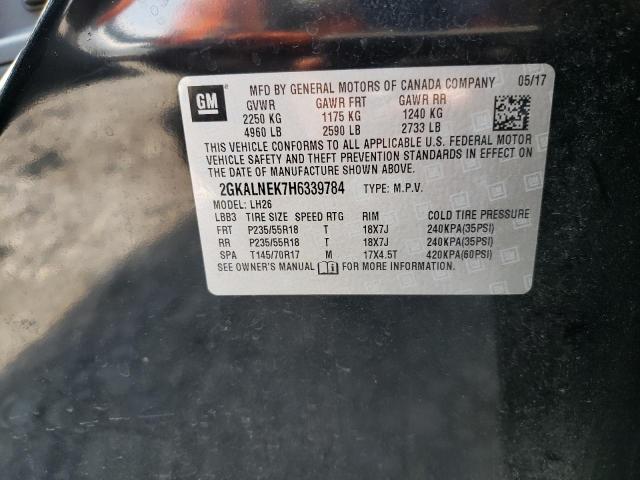 GM
MFD BY GENERAL MOTORS OF CANADA COMPANY 05/17
GVWR GAWR FRT GAWR RR
2250 KG 1175 KG 1240 KG
4960 LB 2590 LB 2733 LB
THIS VEHICLE CONFORMS TO ALL APPLICABLE U.S. FEDERAL MOTOR
VEHICLE SAFETY AND THEFT PREVENTION STANDARDS IN EFFECT ON
THE DATE OF MANUFACTURE SHOWN ABOVE.
2GKALNEK7H6339784 TYPE: M.P.V.
MODEL: LH26
LBB3 TIRE SIZE SPEED RTG RIM COLD TIRE PRESSURE
FRT P235/55R18 T 18X7J 240KPA(35PSI)
RR P235/55R18 T 18X7J 240KPA(35PSI)
SPA T145/70R17 M 17X4.5T 420KPA(60PSI)
SEE OWNER'S MANUAL FOR MORE INFORMATION.